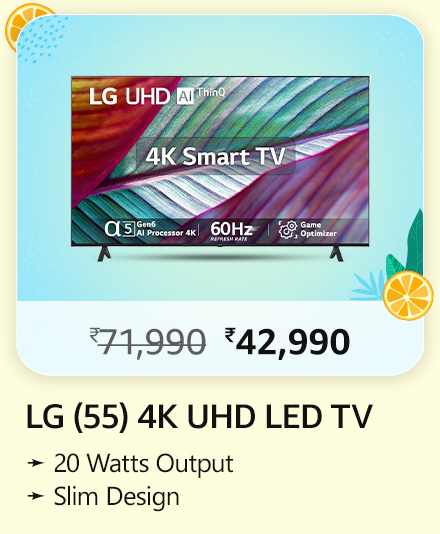 LG UHD AI ThinQ
4K Smart TV
α5 Gen6 AI Processor 4K | 60Hz REFRESH RATE | Game Optimizer
₹71,990 ₹42,990
LG (55) 4K UHD LED TV
➛ 20 Watts Output
➛ Slim Design